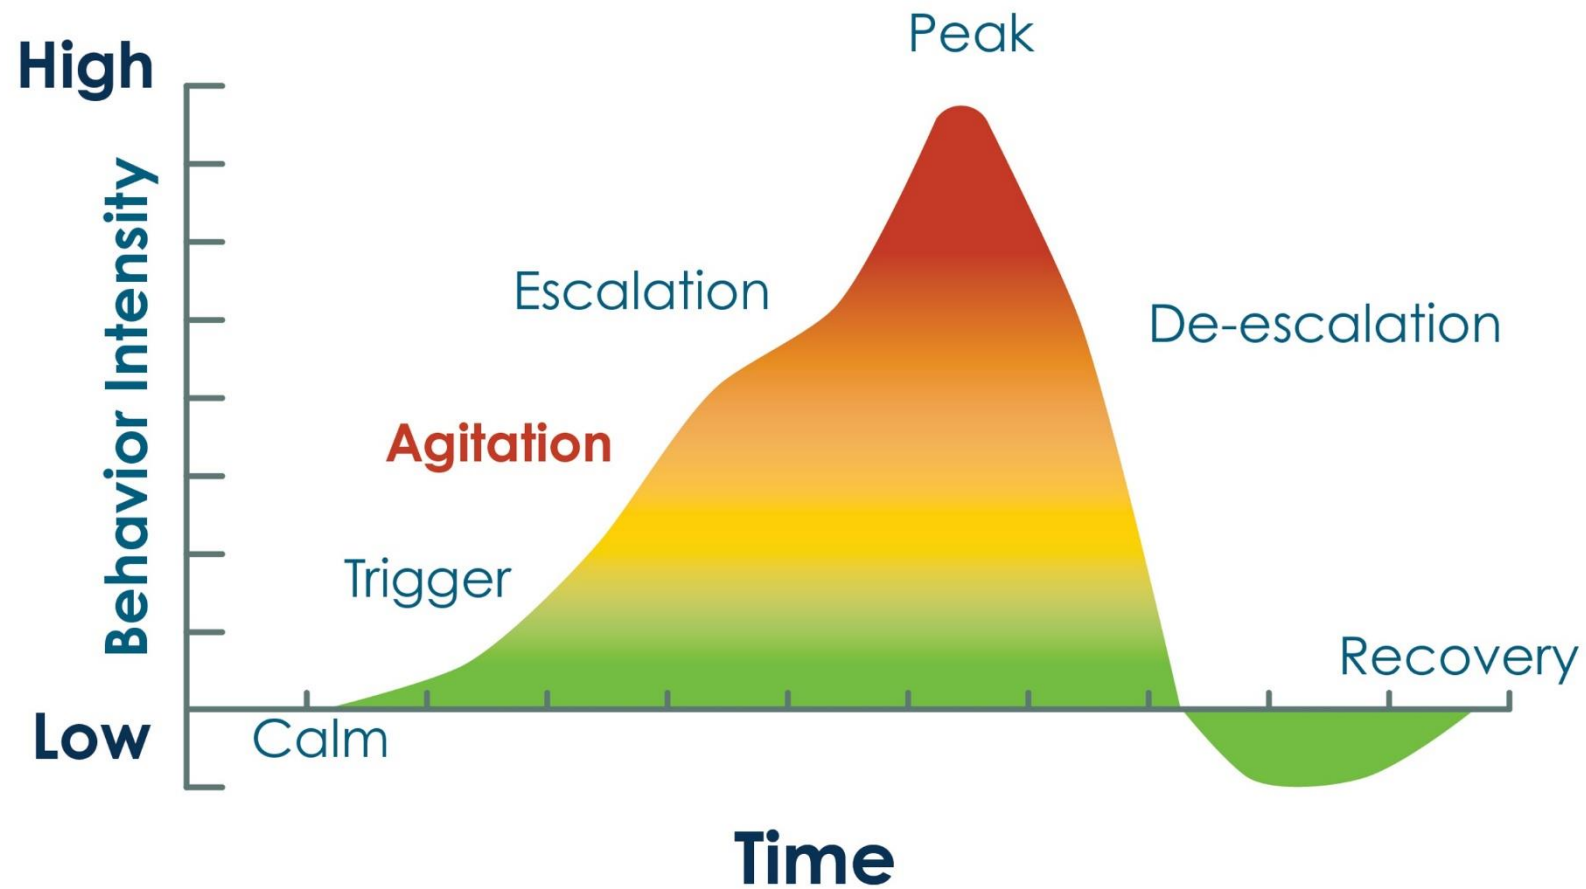 Peak
High
Behavior Intensity
Escalation
De-escalation
Agitation
Trigger
Recovery
Low
Calm
Time